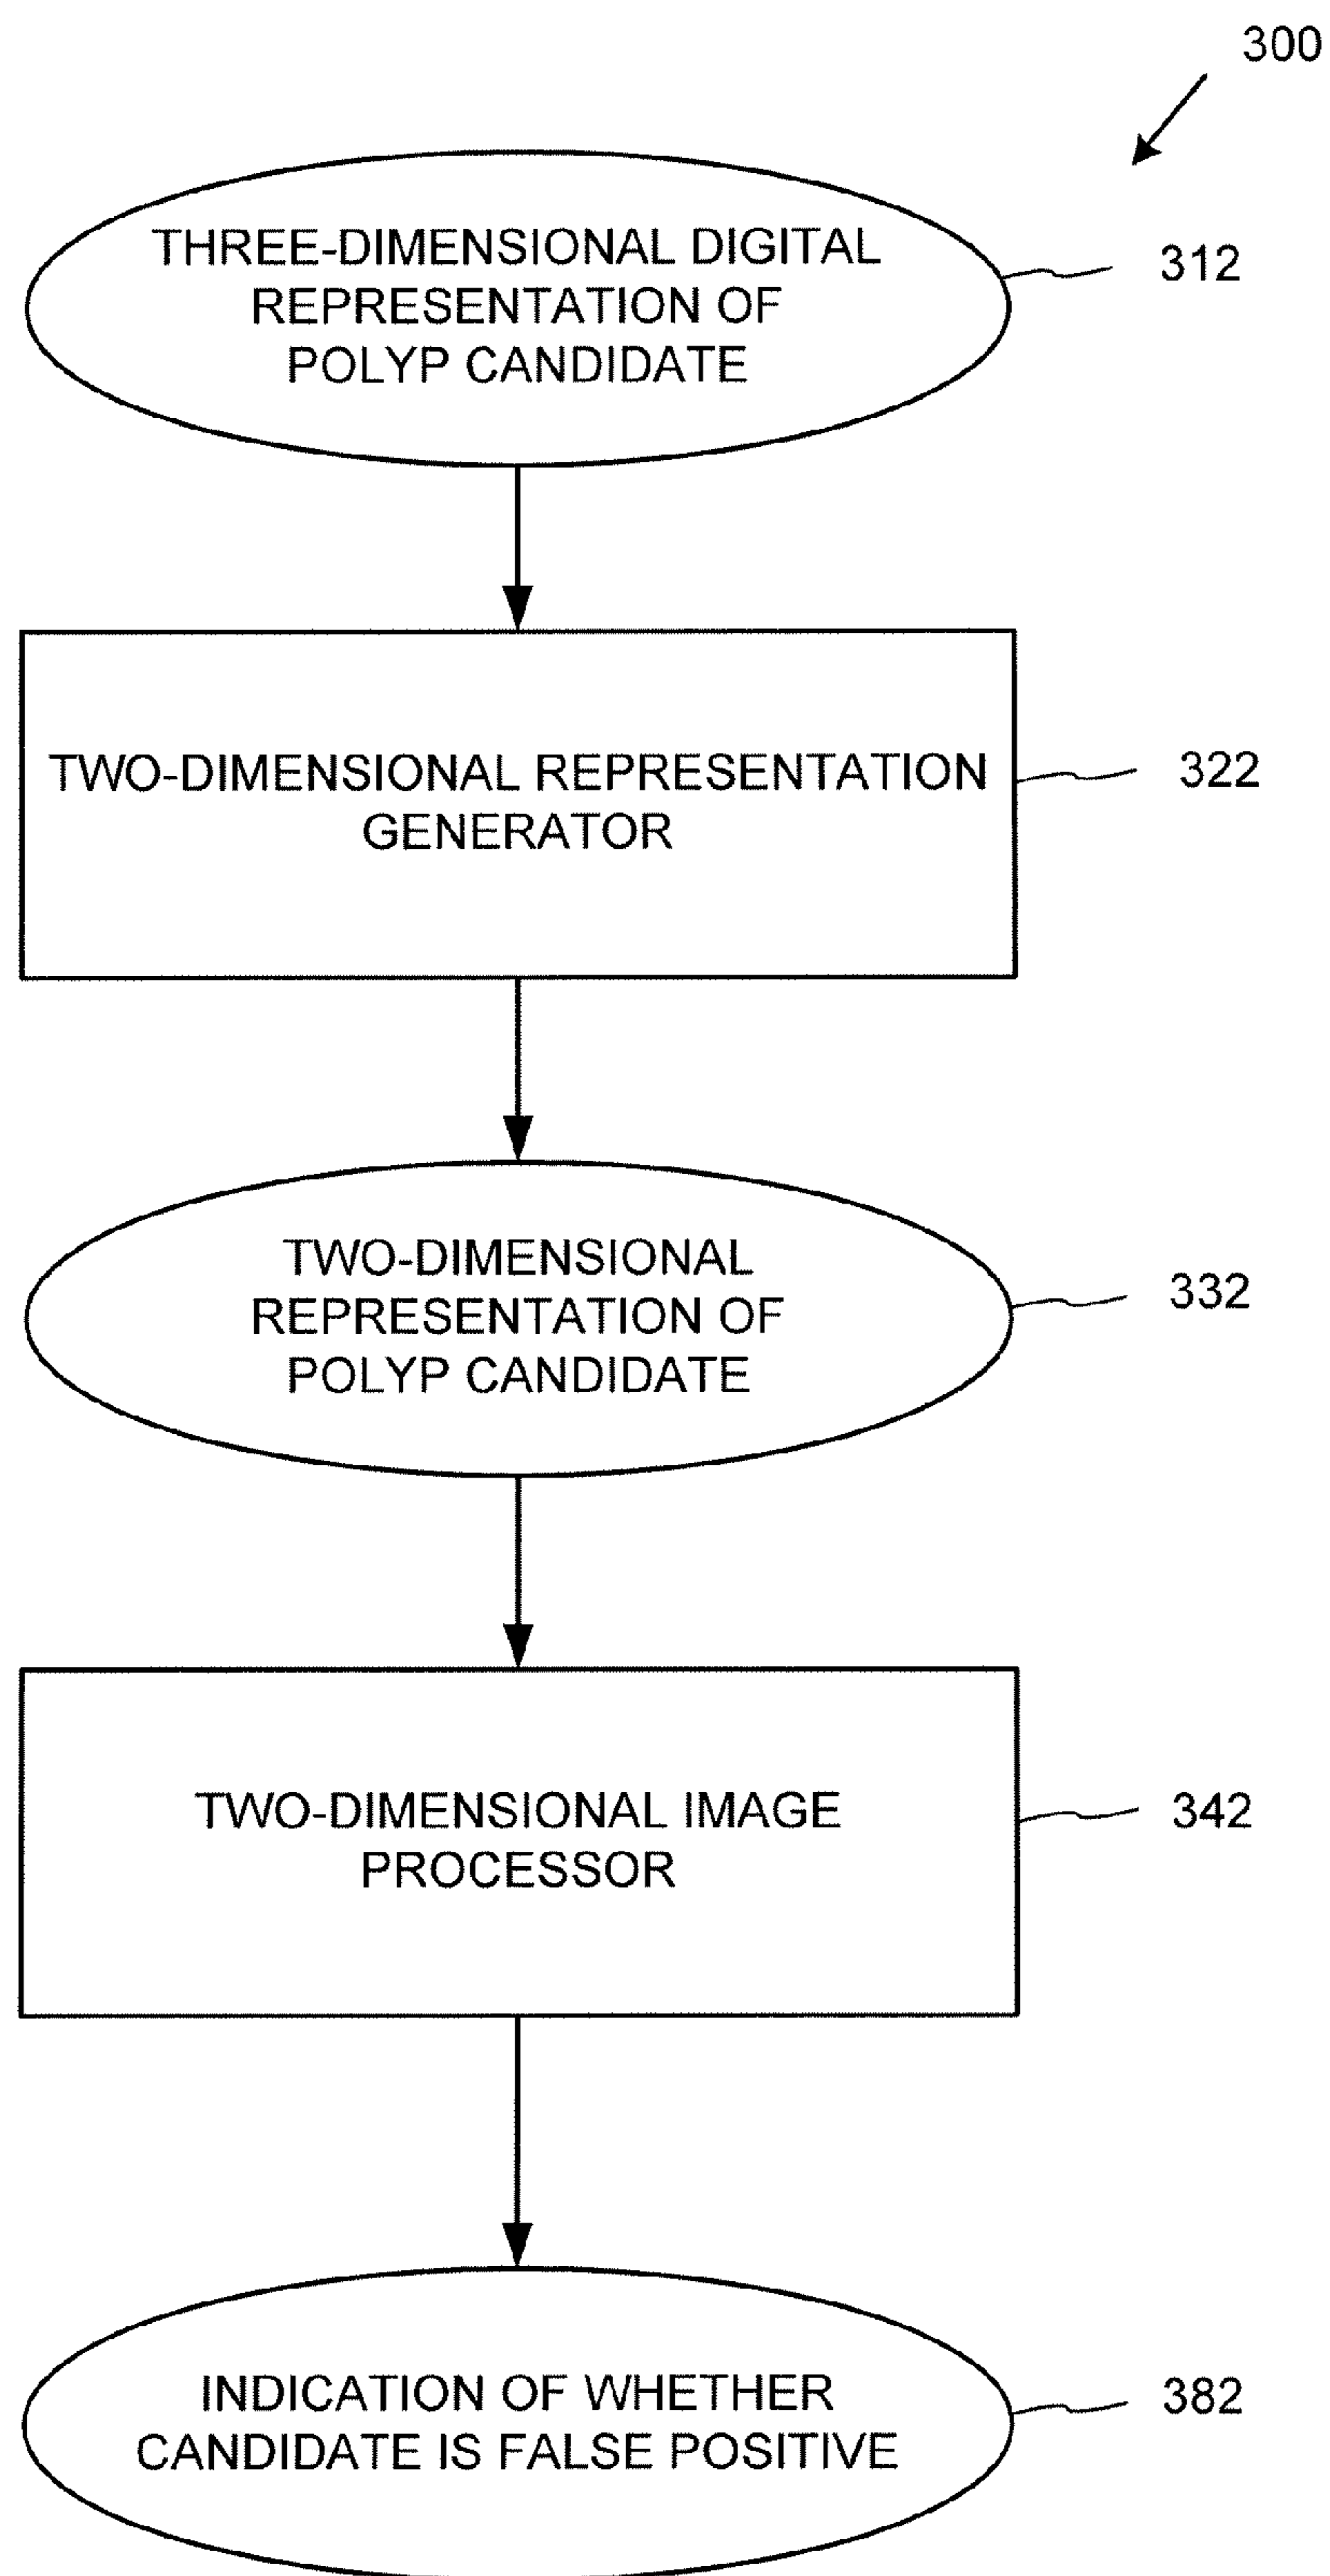 300
THREE-DIMENSIONAL DIGITAL
REPRESENTATION OF
POLYP CANDIDATE
312
TWO-DIMENSIONAL REPRESENTATION
GENERATOR
322
TWO-DIMENSIONAL
REPRESENTATION OF
POLYP CANDIDATE
332
TWO-DIMENSIONAL IMAGE
PROCESSOR
342
INDICATION OF WHETHER
CANDIDATE IS FALSE POSITIVE
382